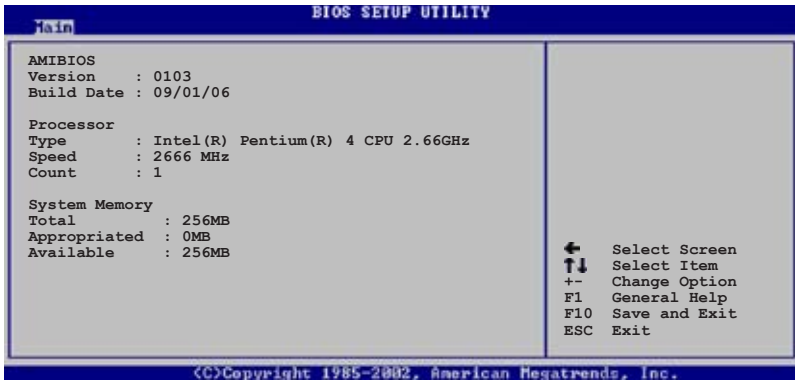 BIOS SETUP UTILITY
Main
AMIBIOS
Version : 0103
Build Date : 09/01/06
Processor
Type : Intel(R) Pentium(R) 4 CPU 2.66GHz
Speed : 2666 MHz
Count : 1
System Memory
Total : 256MB
Appropriated : 0MB
Available : 256MB
← Select Screen
↑↓ Select Item
+- Change Option
F1 General Help
F10 Save and Exit
ESC Exit
(C)Copyright 1985-2002, American Megatrends, Inc.